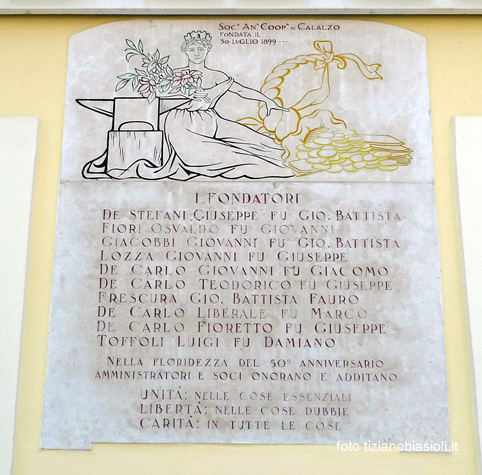 Soc.ª An.ª Coop.ª di Calalzo
Fondata il
30 luglio 1899
I FONDATORI
De Stefani Giuseppe fu Gio. Battista
Fiori Osvaldo fu Giovanni
Giacobbi Giovanni fu Gio. Battista
Lozza Giovanni fu Giuseppe
De Carlo Giovanni fu Giacomo
De Carlo Teodorico fu Giuseppe
Frescura Gio. Battista Fauro
De Carlo Liberale fu Marco
De Carlo Fioretto fu Giuseppe
Toffoli Luigi fu Damiano
Nella floridezza del 50º anniversario
amministratori e soci onorano e additano
Unità: nelle cose essenziali
Libertà: nelle cose dubbie
Carità: in tutte le cose
foto tizianobiasioli.it